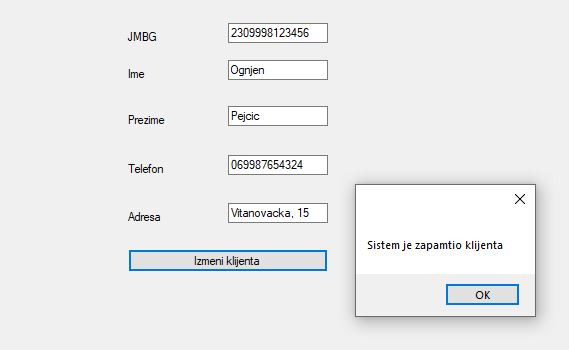 JMBG 2309998123456
Ime Ognjen
Prezime Pejcic
Telefon 069987654324
Adresa Vitanovacka, 15
Izmeni klijenta
Sistem je zapamtio klijenta
OK